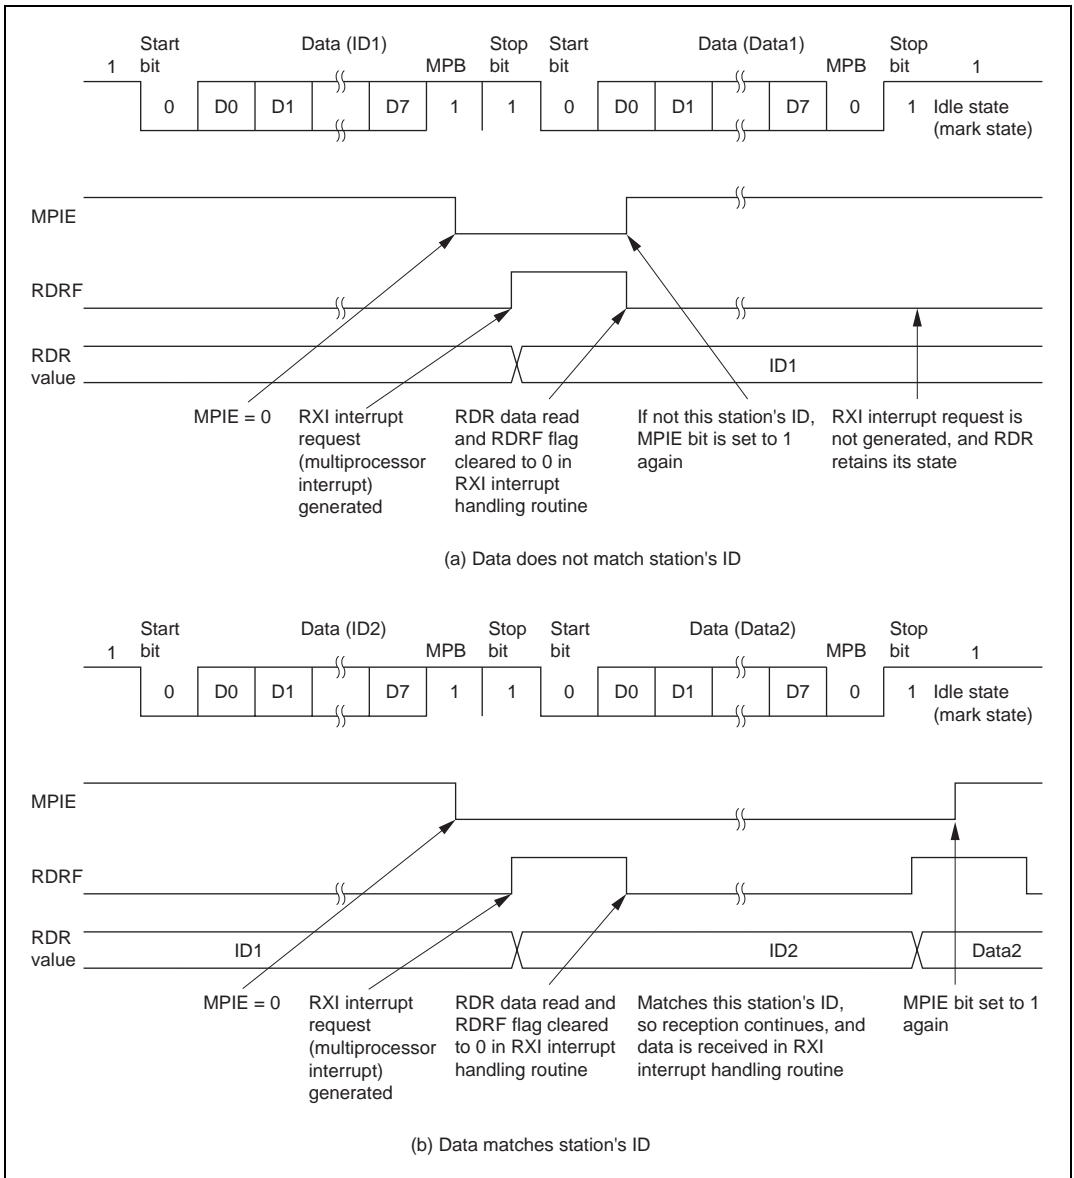 Start Data (ID1) Stop Start Data (Data1) Stop
1 bit MPB bit bit MPB bit 1
0 D0 D1 D7 1 1 0 D0 D1 D7 0 1 Idle state
(mark state)
MPIE
RDRF
RDR
value
ID1
MPIE = 0
RXI interrupt
request
(multiprocessor
interrupt)
generated
RDR data read
and RDRF flag
cleared to 0 in
RXI interrupt
handling routine
If not this station's ID,
MPIE bit is set to 1
again
RXI interrupt request is
not generated, and RDR
retains its state
(a) Data does not match station's ID
Start Data (ID2) Stop Start Data (Data2) Stop
1 bit MPB bit bit MPB bit 1
0 D0 D1 D7 1 1 0 D0 D1 D7 0 1 Idle state
(mark state)
MPIE
RDRF
RDR
value
ID1 ID2 Data2
MPIE = 0
RXI interrupt
request
(multiprocessor
interrupt)
generated
RDR data read and
RDRF flag cleared
to 0 in RXI interrupt
handling routine
Matches this station's ID,
so reception continues, and
data is received in RXI
interrupt handling routine
MPIE bit set to 1
again
(b) Data matches station's ID